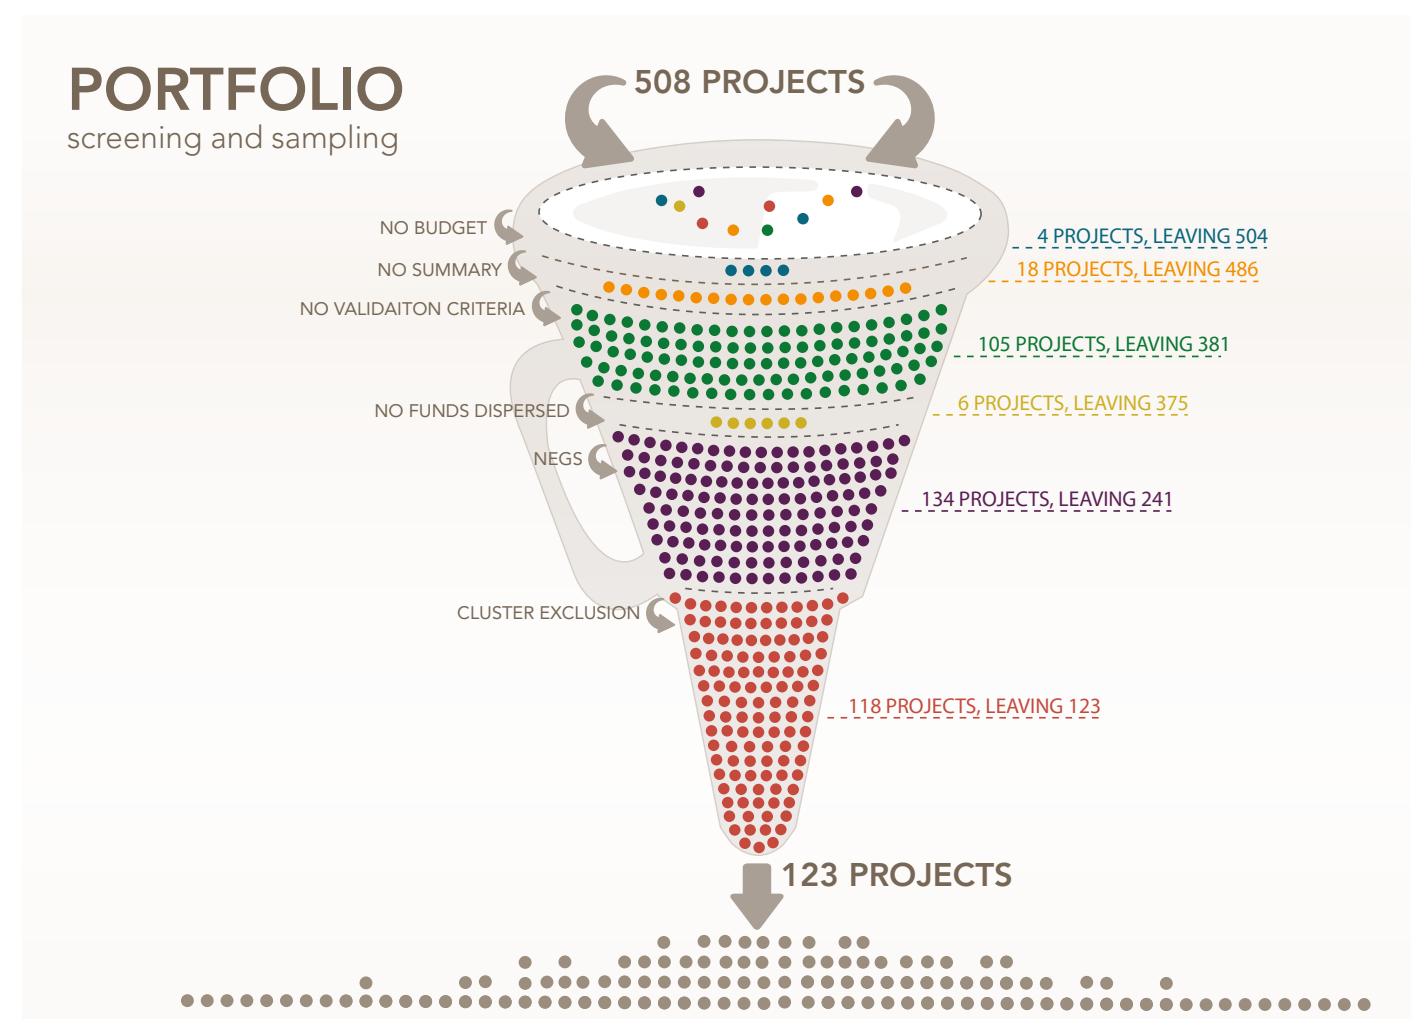 PORTFOLIO
screening and sampling
508 PROJECTS
NO BUDGET
4 PROJECTS, LEAVING 504
NO SUMMARY
18 PROJECTS, LEAVING 486
NO VALIDAITON CRITERIA
105 PROJECTS, LEAVING 381
NO FUNDS DISPERSED
6 PROJECTS, LEAVING 375
NEGS
134 PROJECTS, LEAVING 241
CLUSTER EXCLUSION
118 PROJECTS, LEAVING 123
123 PROJECTS